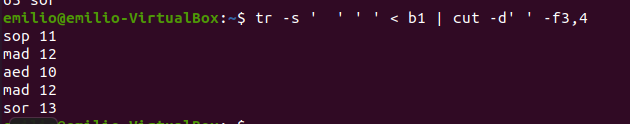 emilio@emilio-VirtualBox:~$ tr -s '  ' ' ' < b1 | cut -d' ' -f3,4
sop 11
mad 12
aed 10
mad 12
sor 13